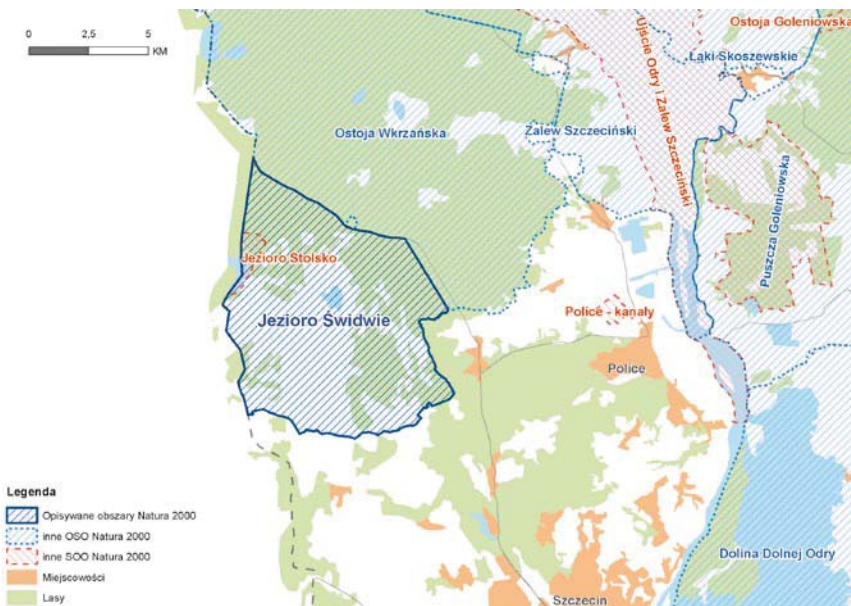 0
2,5
5
KM
Ostoja Goleniowska
Łąki Skoszewskie
Ujście Odry i Zalew Szczeciński
Ostoja Wkrzańska
Zalew Szczeciński
Puszcza Goleniowska
Jezioro Stolsko
Jezioro Świdwie
Police - kanały
Police
Dolina Dolnej Odry
Szczecin
Legenda
Opisywane obszary Natura 2000
inne OSO Natura 2000
inne SOO Natura 2000
Miejscowości
Lasy